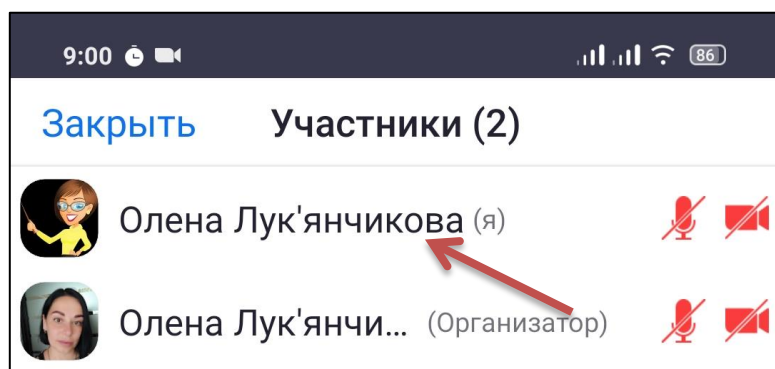 9:00 86
Закрыть Участники (2)
Олена Лук'янчикова (я)
Олена Лук'янчи... (Организатор)